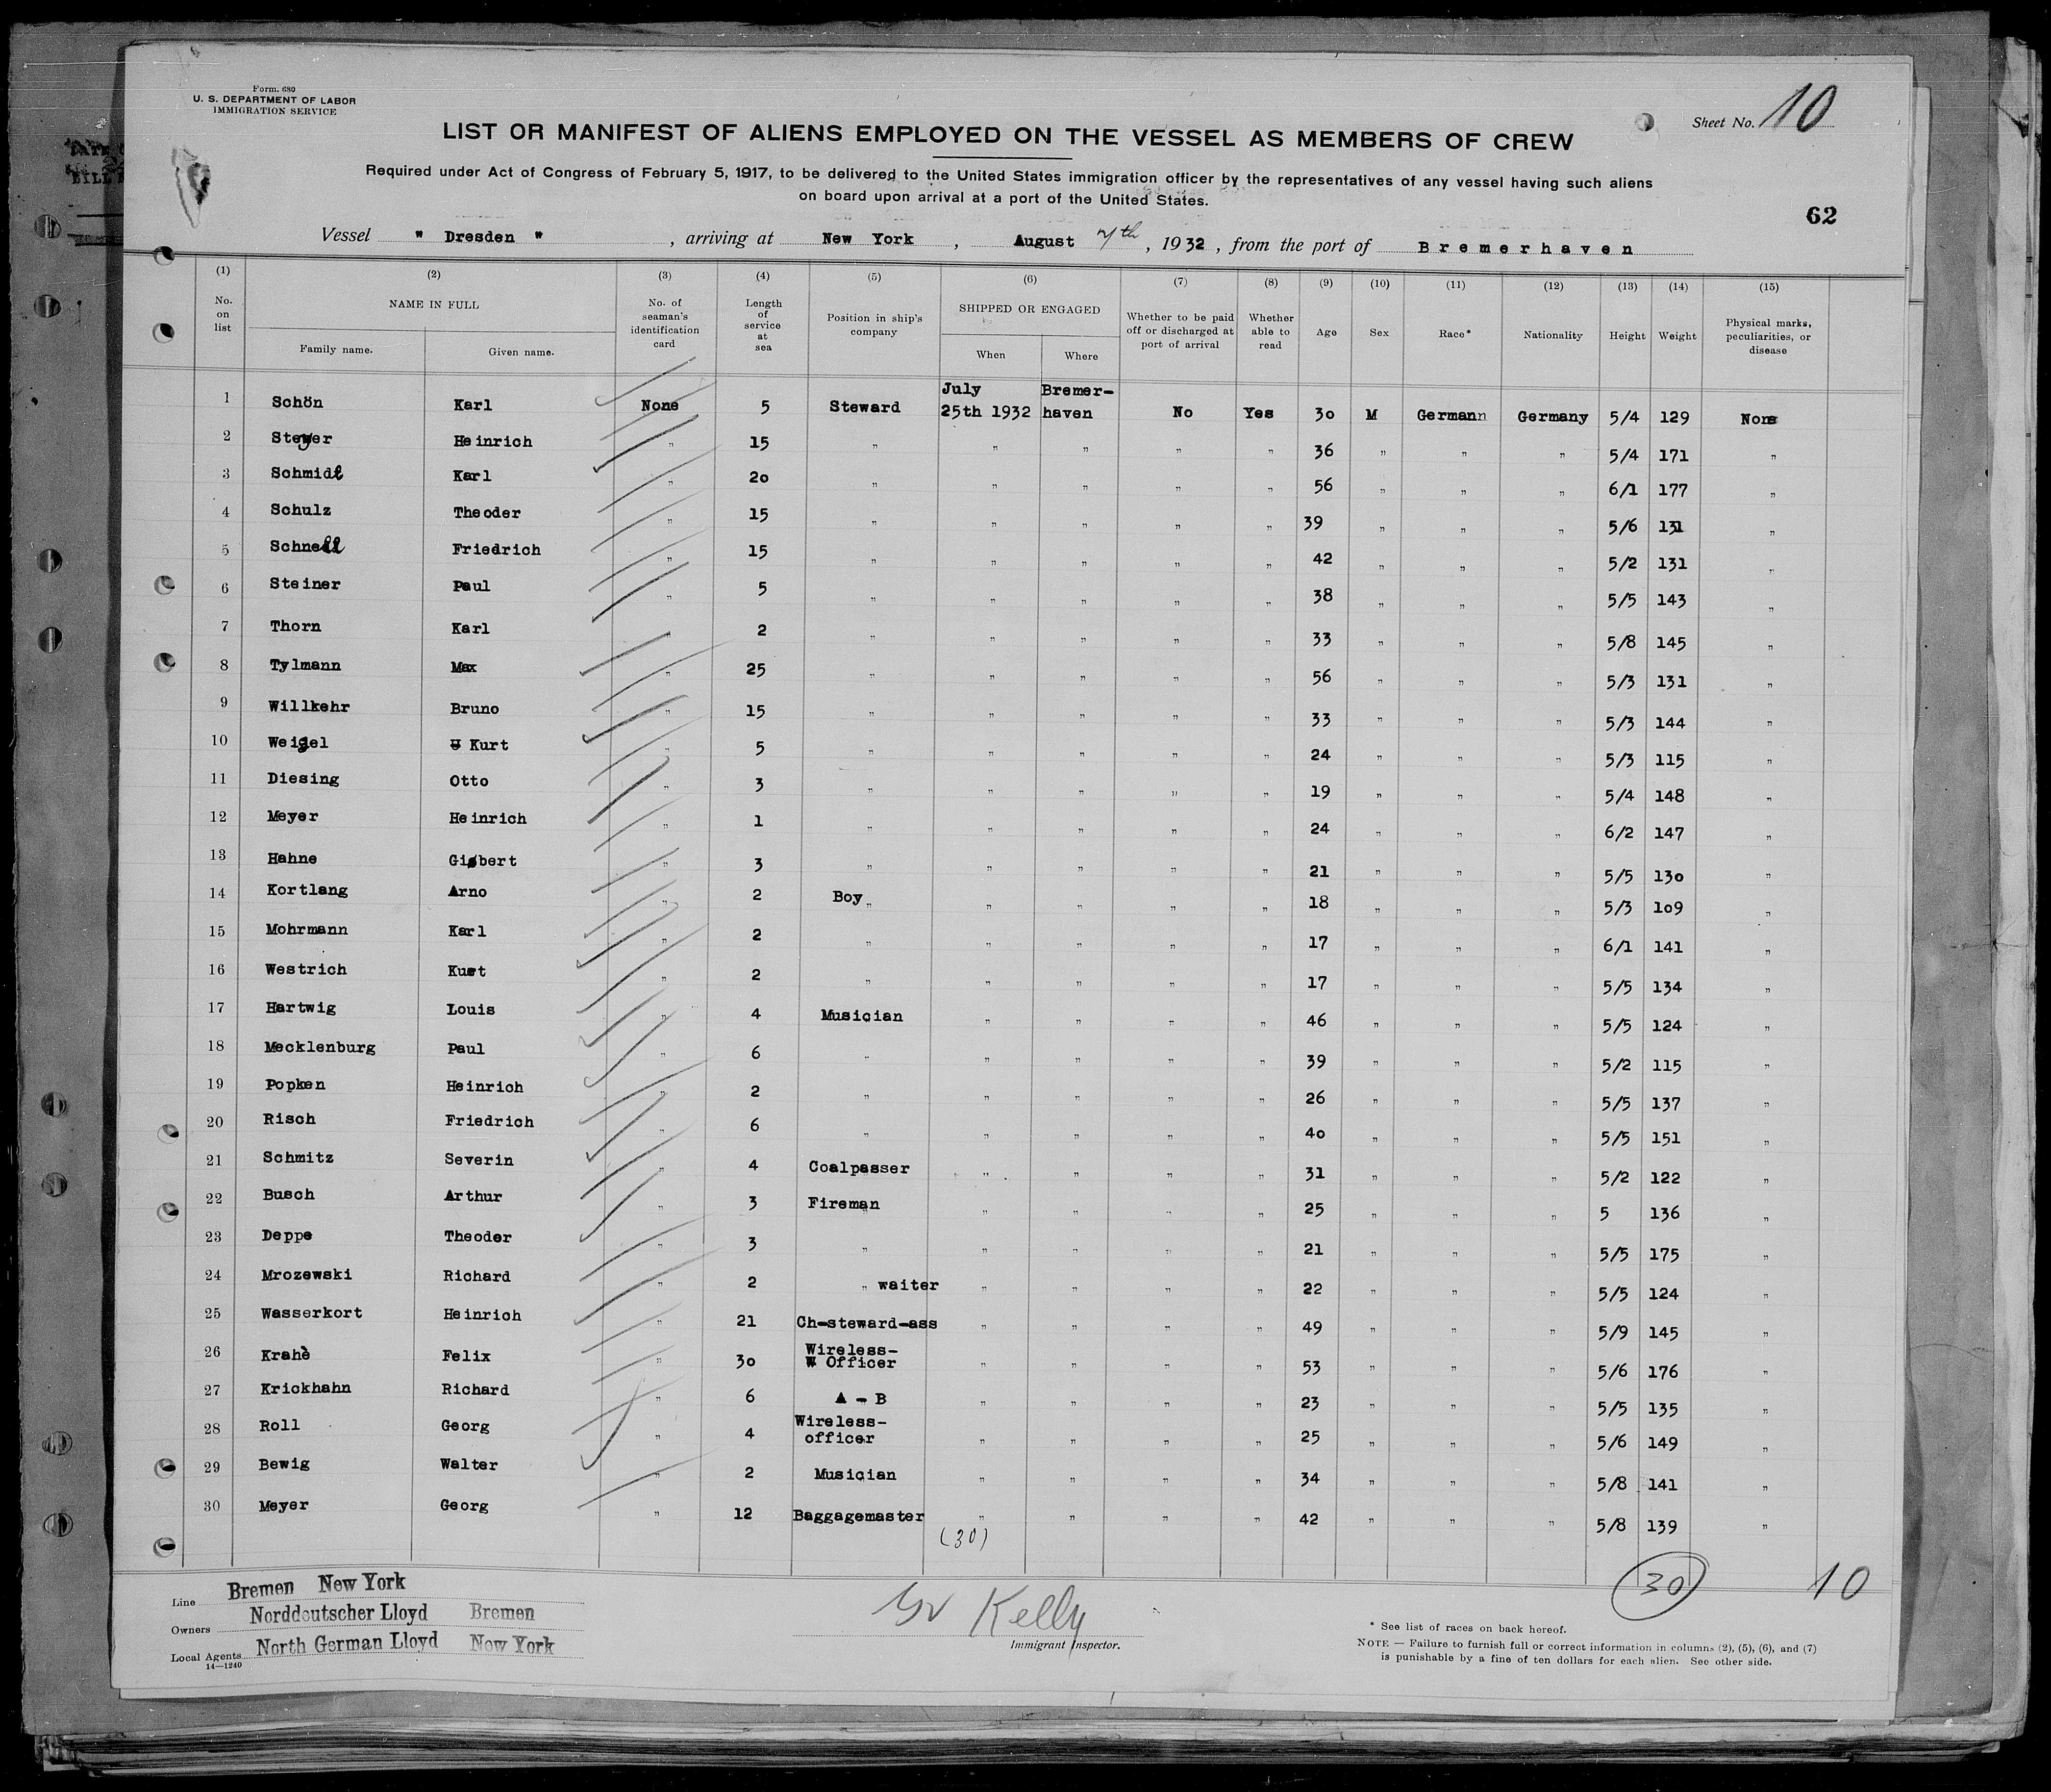 Form. 680
U. S. DEPARTMENT OF LABOR
IMMIGRATION SERVICE
Sheet No. 10
LIST OR MANIFEST OF ALIENS EMPLOYED ON THE VESSEL AS MEMBERS OF CREW
Required under Act of Congress of February 5, 1917, to be delivered to the United States immigration officer by the representatives of any vessel having such aliens
on board upon arrival at a port of the United States.
62
Vessel " Dresden " , arriving at New York , August 7th , 1932 , from the port of Bremerhaven
(1) (2) (3) (4) (5) (6) (7) (8) (9) (10) (11) (12) (13) (14) (15)
No. on list NAME IN FULL Family name. Given name. No. of seaman's identification card Length of service at sea Position in ship's company SHIPPED OR ENGAGED When Where Whether to be paid off or discharged at port of arrival Whether able to read Age Sex Race* Nationality Height Weight Physical marks, peculiarities, or disease
1 Schön Karl None 5 Steward July 25th 1932 Bremer-haven No Yes 30 M Germann Germany 5/4 129 None
2 Steyer Heinrich " 15 " " " " " 36 " " " 5/4 171 "
3 Schmidt Karl " 20 " " " " " 56 " " " 6/1 177 "
4 Schulz Theoder " 15 " " " " " 39 " " " 5/6 131 "
5 Schnell Friedrich " 15 " " " " " 42 " " " 5/2 131 "
6 Steiner Paul " 5 " " " " " 38 " " " 5/5 143 "
7 Thorn Karl " 2 " " " " " 33 " " " 5/8 145 "
8 Tylmann Max " 25 " " " " " 56 " " " 5/3 131 "
9 Willkehr Bruno " 15 " " " " " 33 " " " 5/3 144 "
10 Weigel Kurt " 5 " " " " " 24 " " " 5/3 115 "
11 Diesing Otto " 3 " " " " " 19 " " " 5/4 148 "
12 Meyer Heinrich " 1 " " " " " 24 " " " 6/2 147 "
13 Hahne Gisbert " 3 " " " " " 21 " " " 5/5 130 "
14 Kortlang Arno " 2 Boy " " " " " 18 " " " 5/3 109 "
15 Mohrmann Karl " 2 " " " " " 17 " " " 6/1 141 "
16 Westrich Kurt " 2 " " " " " 17 " " " 5/5 134 "
17 Hartwig Louis " 4 Musician " " " " 46 " " " 5/5 124 "
18 Mecklenburg Paul " 6 " " " " " 39 " " " 5/2 115 "
19 Popken Heinrich " 2 " " " " " 26 " " " 5/5 137 "
20 Risch Friedrich " 6 " " " " " 40 " " " 5/5 151 "
21 Schmitz Severin " 4 Coalpasser " " " " 31 " " " 5/2 122 "
22 Busch Arthur " 3 Fireman " " " " 25 " " " 5 136 "
23 Deppe Theoder " 3 " " " " " 21 " " " 5/5 175 "
24 Mrozewski Richard " 2 " waiter " " " " 22 " " " 5/5 124 "
25 Wasserkort Heinrich " 21 Ch-steward-ass " " " " 49 " " " 5/9 145 "
26 Krahè Felix " 30 Wireless- Officer " " " " 53 " " " 5/6 176 "
27 Krickhahn Richard " 6 A - B " " " " 23 " " " 5/5 135 "
28 Roll Georg " 4 Wireless- officer " " " " 25 " " " 5/6 149 "
29 Bewig Walter " 2 Musician " " " " 34 " " " 5/8 141 "
30 Meyer Georg " 12 Baggagemaster " " " " 42 " " " 5/8 139 "
(30)
30 10
Line Bremen New York
Owners Norddeutscher Lloyd Bremen
Local Agents North German Lloyd New York
14—1240
Kelly
Immigrant Inspector.
* See list of races on back hereof.
NOTE — Failure to furnish full or correct information in columns (2), (5), (6), and (7)
is punishable by a fine of ten dollars for each alien. See other side.